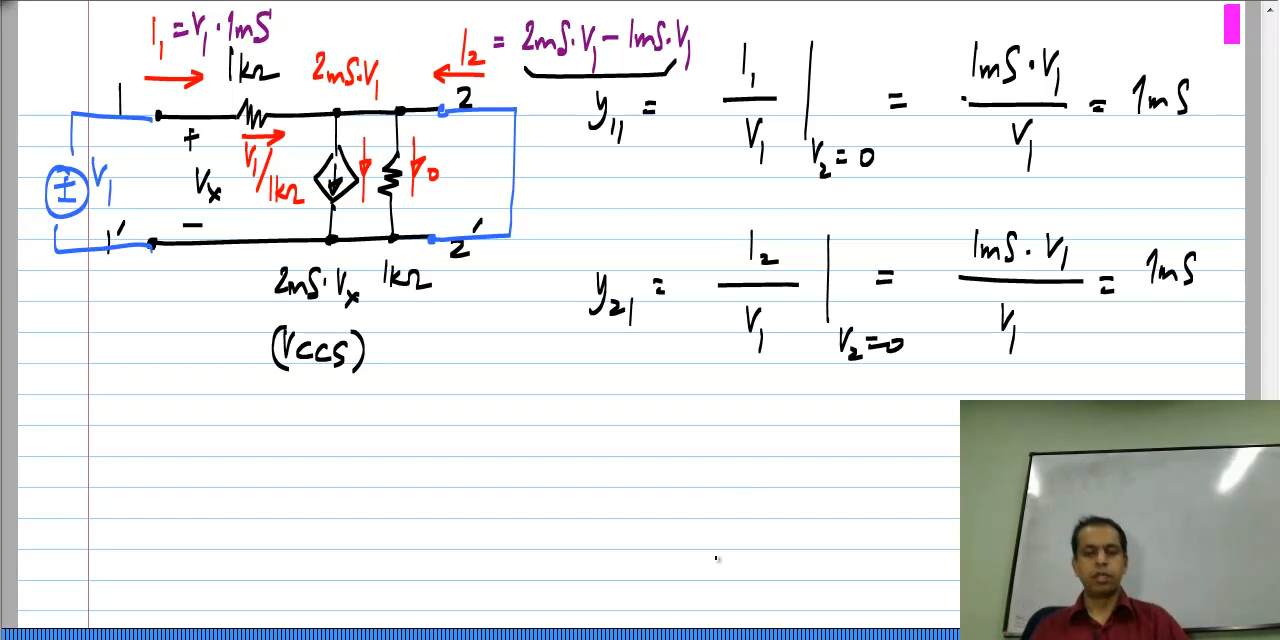 I₁ = V₁ · 1mS
I₂ = 2mS·V₁ − 1mS·V₁
1kΩ
2mS·V₁
1
2
+
Vx
−
V₁/1kΩ
0
± V₁
1′
2′
2mS·Vx
1kΩ
(VCCS)
y₁₁ = I₁ / V₁ | V₂=0 = 1mS · V₁ / V₁ = 1mS
y₂₁ = I₂ / V₁ | V₂=0 = 1mS · V₁ / V₁ = 1mS